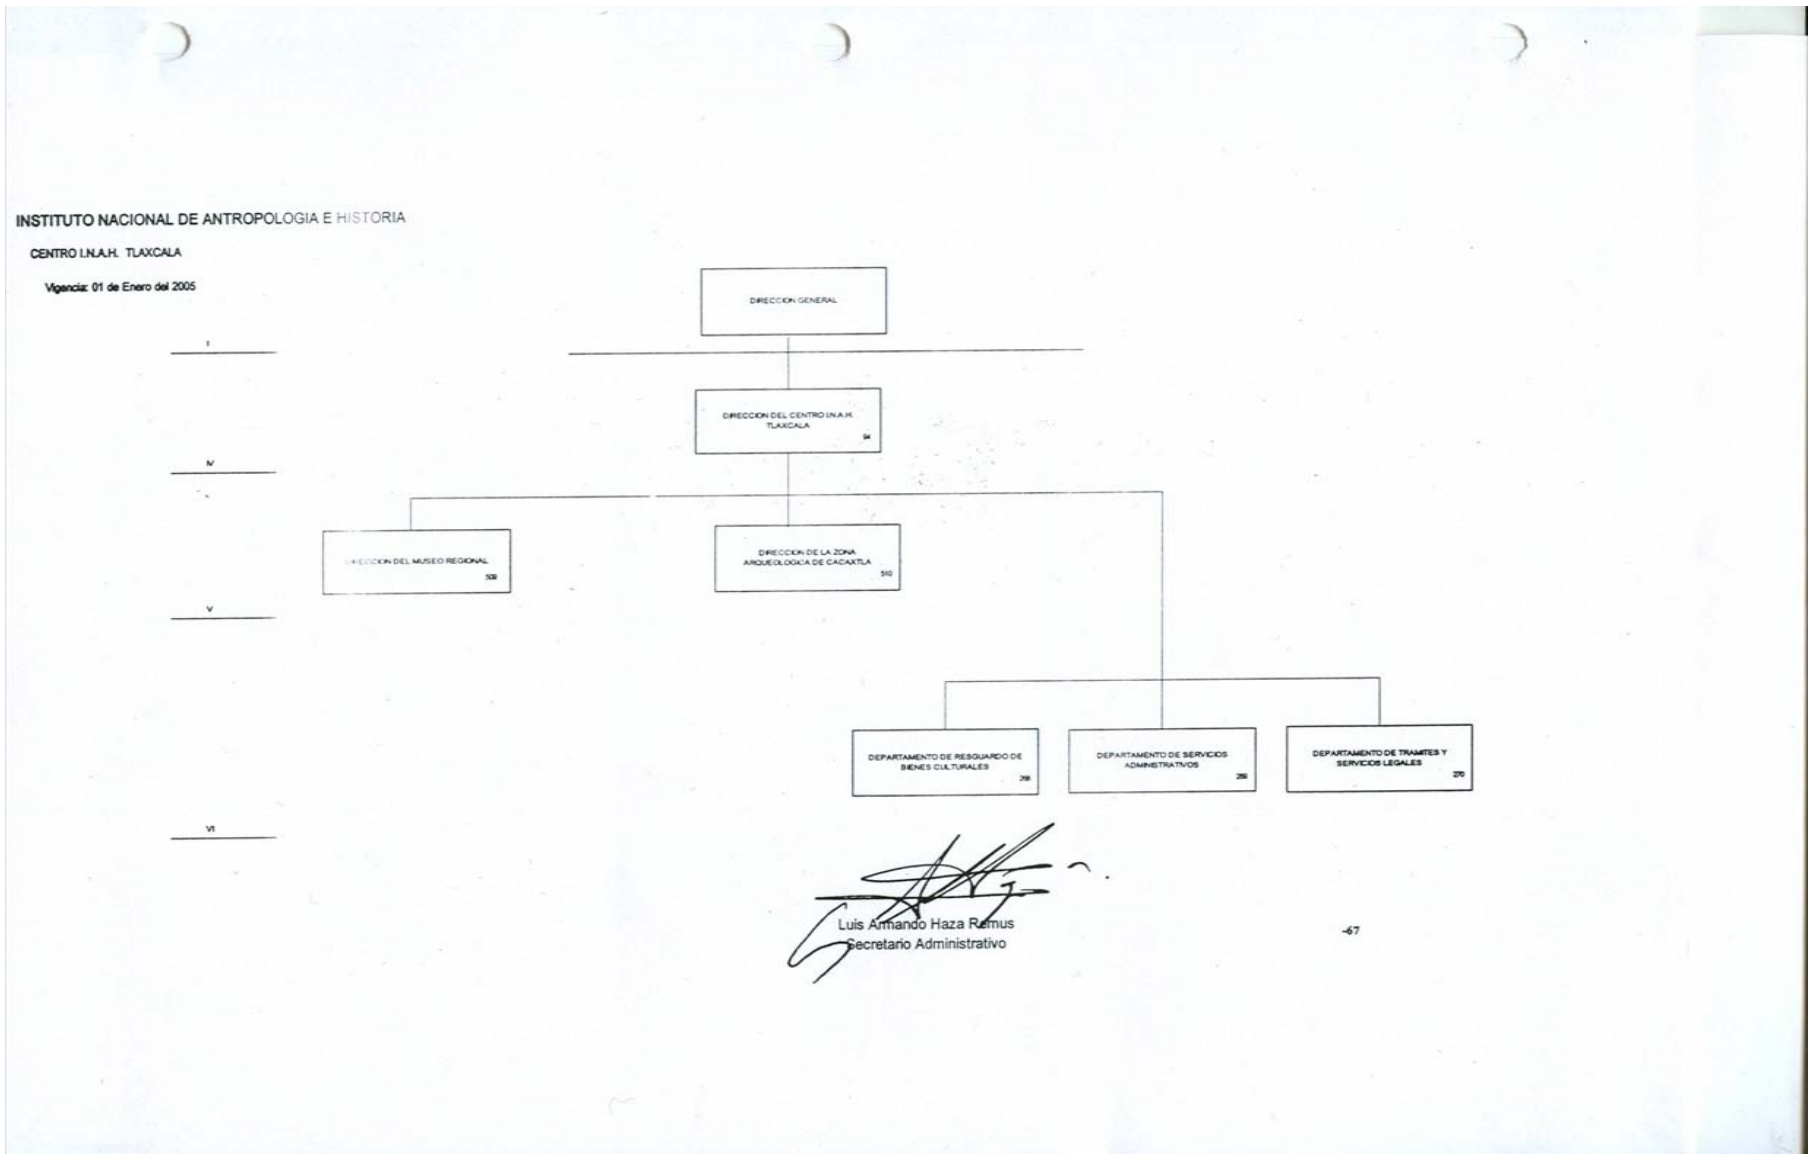 INSTITUTO NACIONAL DE ANTROPOLOGIA E HISTORIA
CENTRO I.N.A.H. TLAXCALA
Vigencia: 01 de Enero del 2005
DIRECCION GENERAL
I
DIRECCION DEL CENTRO I.N.A.H.
TLAXCALA
94
IV
DIRECCION DEL MUSEO REGIONAL
509
DIRECCION DE LA ZONA
ARQUEOLOGICA DE CACAXTLA
510
V
DEPARTAMENTO DE RESGUARDO DE
BIENES CULTURALES
268
DEPARTAMENTO DE SERVICIOS
ADMINISTRATIVOS
269
DEPARTAMENTO DE TRAMITES Y
SERVICIOS LEGALES
270
VI
Luis Armando Haza Remus
Secretario Administrativo
-67